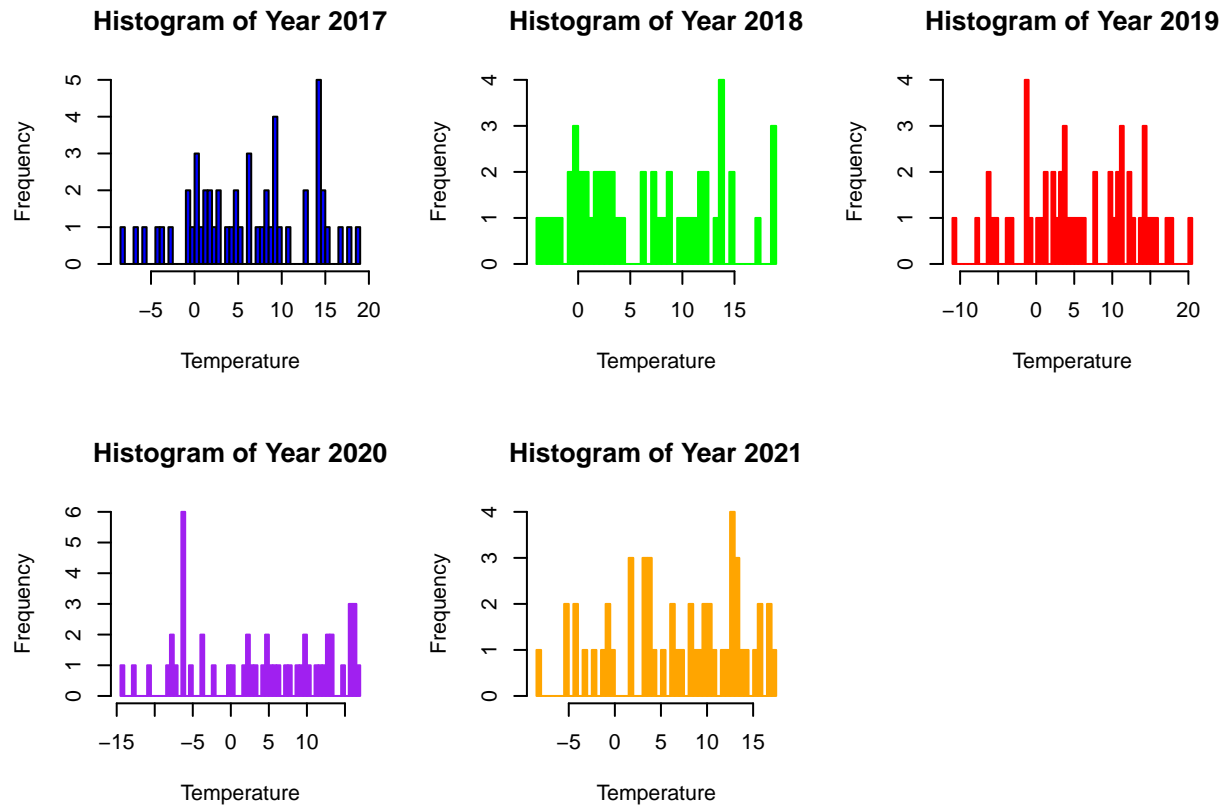 Histogram of Year 2017
Frequency
0 1 2 3 4 5
−5 0 5 10 15 20
Temperature
Histogram of Year 2018
Frequency
0 1 2 3 4
0 5 10 15
Temperature
Histogram of Year 2019
Frequency
0 1 2 3 4
−10 0 5 10 20
Temperature
Histogram of Year 2020
Frequency
0 1 2 3 4 5 6
−15 −5 0 5 10
Temperature
Histogram of Year 2021
Frequency
0 1 2 3 4
−5 0 5 10 15
Temperature